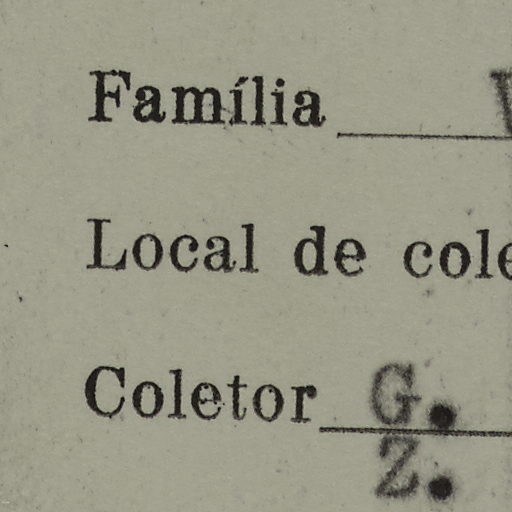 Família
Local de cole
Coletor G.
Z.